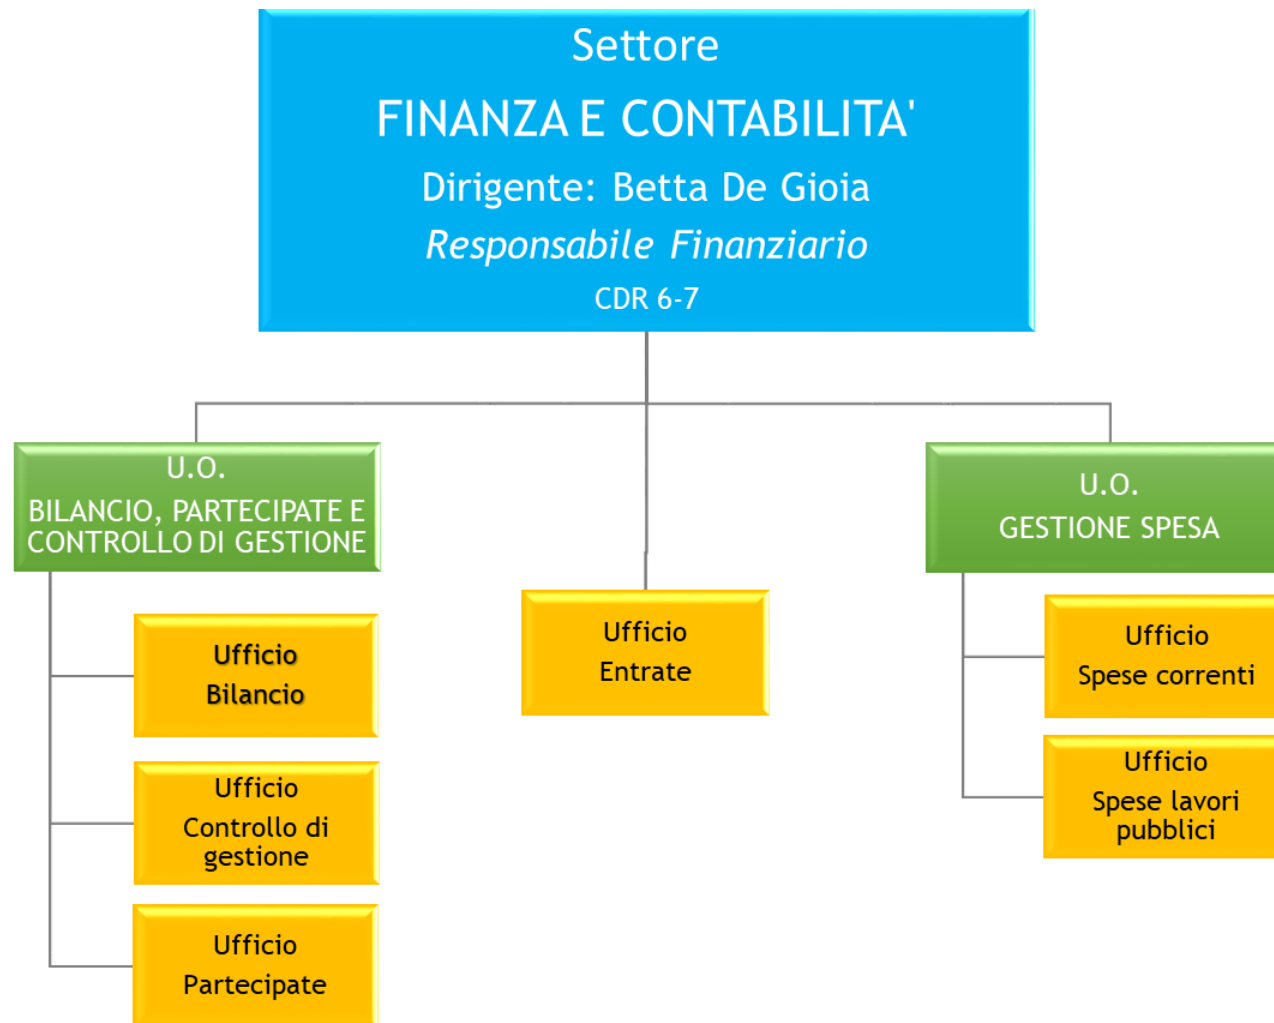 Settore
FINANZA E CONTABILITA'
Dirigente: Betta De Gioia
Responsabile Finanziario
CDR 6-7
U.O.
BILANCIO, PARTECIPATE E
CONTROLLO DI GESTIONE
Ufficio
Bilancio
Ufficio
Controllo di
gestione
Ufficio
Partecipate
Ufficio
Entrate
U.O.
GESTIONE SPESA
Ufficio
Spese correnti
Ufficio
Spese lavori
pubblici